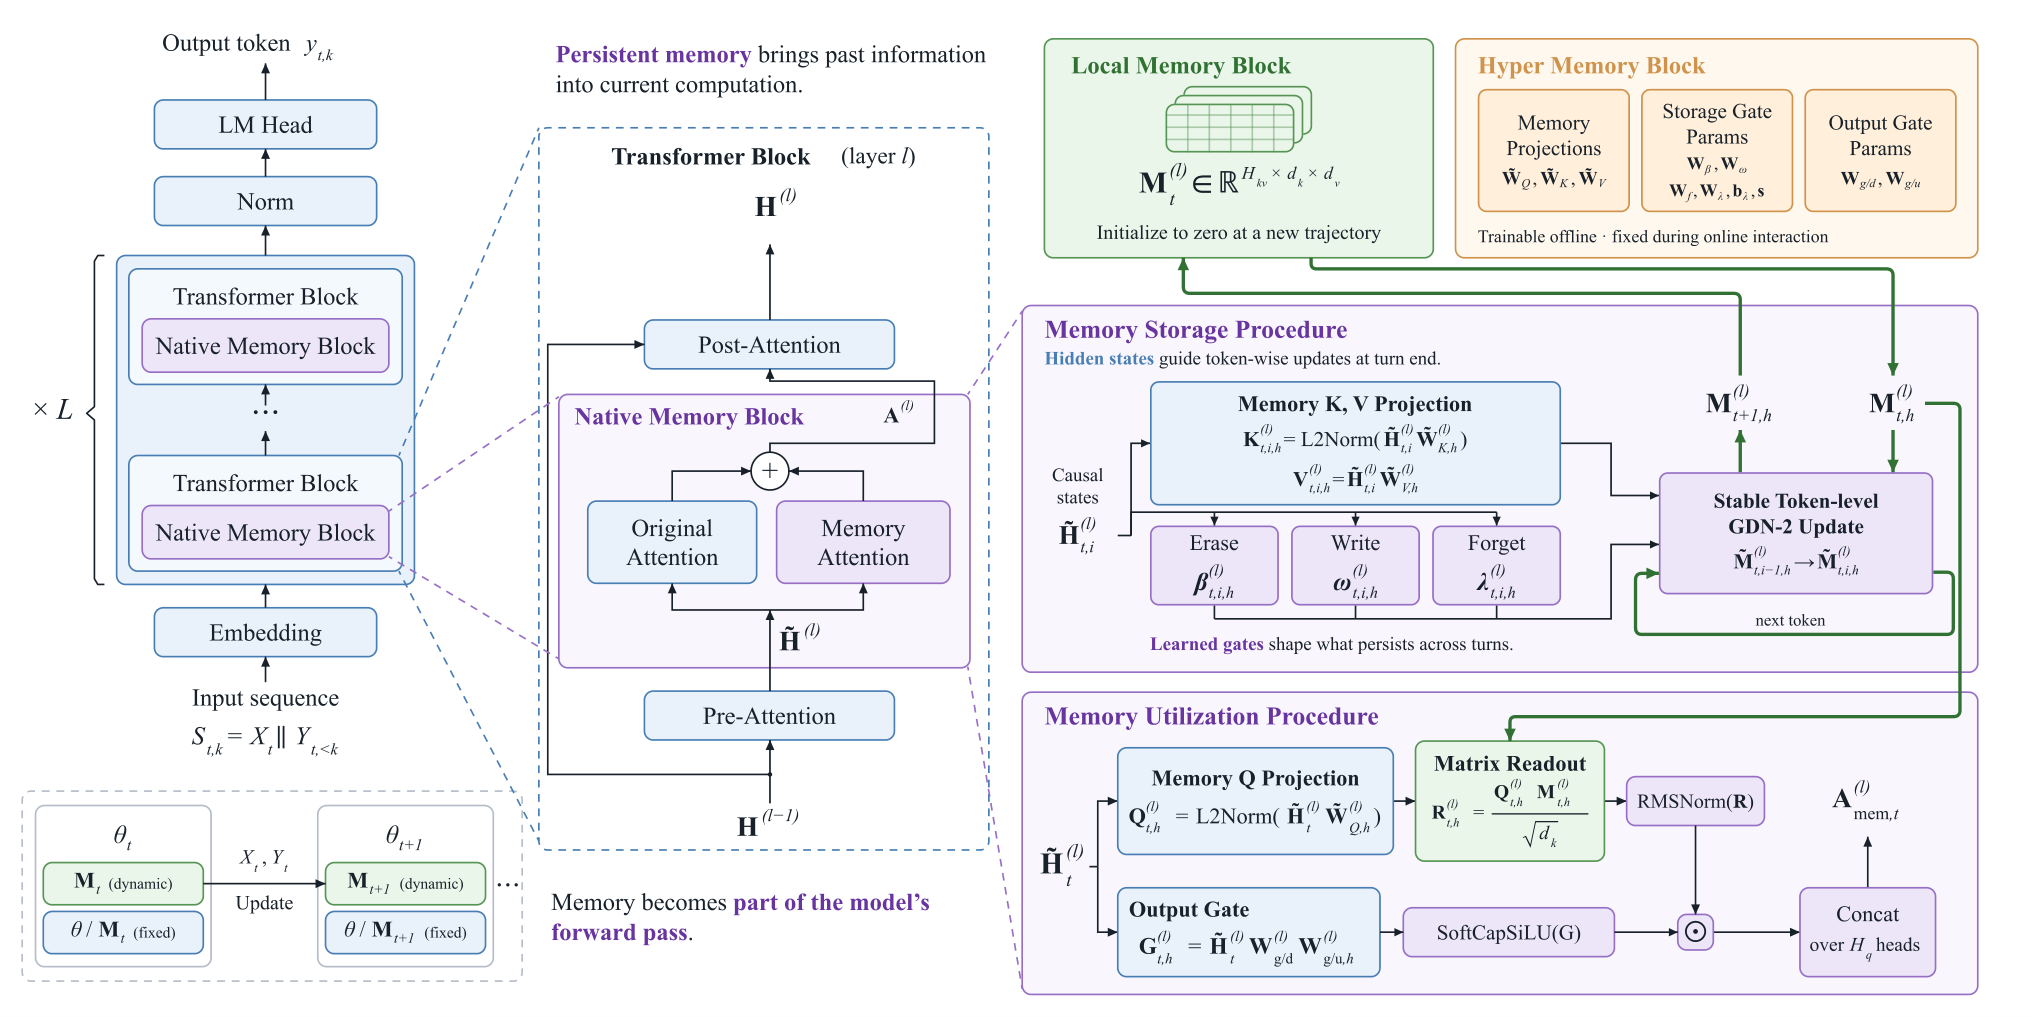 Output token y_{t,k}
LM Head
Norm
Transformer Block
Native Memory Block
...
× L
Transformer Block
Native Memory Block
Embedding
Input sequence
S_{t,k} = X_t ‖ Y_{t,<k}
θ_t
M_t (dynamic)
θ / M_t (fixed)
X_t, Y_t
Update
θ_{t+1}
M_{t+1} (dynamic)
θ / M_{t+1} (fixed)
...
Persistent memory brings past information
into current computation.
Transformer Block (layer l)
H^{(l)}
Post-Attention
Native Memory Block
A^{(l)}
+
Original
Attention
Memory
Attention
H̃^{(l)}
Pre-Attention
H^{(l−1)}
Memory becomes part of the model's
forward pass.
Local Memory Block
M_t^{(l)} ∈ ℝ^{H_{kv} × d_k × d_v}
Initialize to zero at a new trajectory
Hyper Memory Block
Memory
Projections
W̃_Q, W̃_K, W̃_V
Storage Gate
Params
W_β, W_ω
W_f, W_λ, b_λ, s
Output Gate
Params
W_{g/d}, W_{g/u}
Trainable offline · fixed during online interaction
Memory Storage Procedure
Hidden states guide token-wise updates at turn end.
Memory K, V Projection
K_{t,i,h}^{(l)} = L2Norm( H̃_{t,i}^{(l)} W̃_{K,h}^{(l)} )
V_{t,i,h}^{(l)} = H̃_{t,i}^{(l)} W̃_{V,h}^{(l)}
Causal
states
H̃_{t,i}^{(l)}
Erase
β_{t,i,h}^{(l)}
Write
ω_{t,i,h}^{(l)}
Forget
λ_{t,i,h}^{(l)}
Learned gates shape what persists across turns.
M_{t+1,h}^{(l)}
M_{t,h}^{(l)}
Stable Token-level
GDN-2 Update
M̃_{t,i−1,h}^{(l)} → M̃_{t,i,h}^{(l)}
next token
Memory Utilization Procedure
H̃_t^{(l)}
Memory Q Projection
Q_{t,h}^{(l)} = L2Norm( H̃_t^{(l)} W̃_{Q,h}^{(l)} )
Matrix Readout
R_{t,h}^{(l)} = Q_{t,h}^{(l)} M_{t,h}^{(l)} / √d_k
RMSNorm(R)
A_{mem,t}^{(l)}
Output Gate
G_{t,h}^{(l)} = H̃_t^{(l)} W_{g/d}^{(l)} W_{g/u,h}^{(l)}
SoftCapSiLU(G)
⊙
Concat
over H_q heads